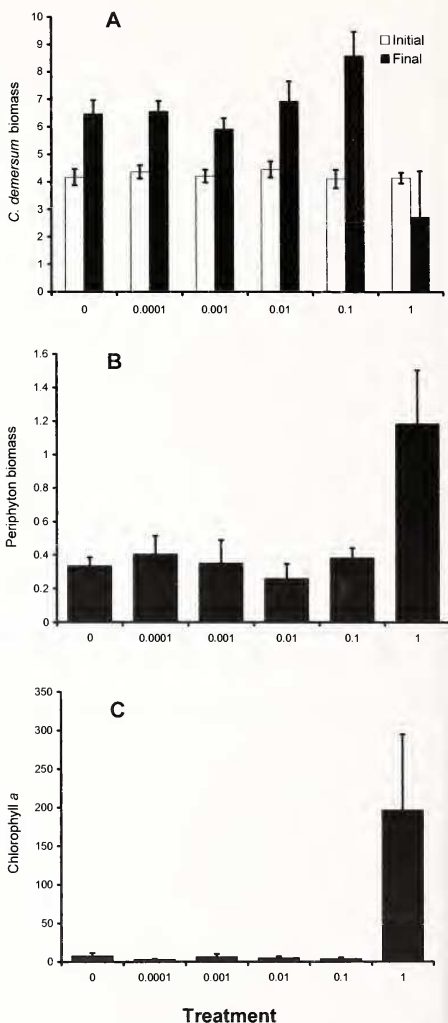 A
Initial
Final
10
9
8
7
6
5
4
3
2
1
0
C. demersum biomass
0 0.0001 0.001 0.01 0.1 1
B
1.6
1.4
1.2
1
0.8
0.6
0.4
0.2
0
Periphyton biomass
0 0.0001 0.001 0.01 0.1 1
C
350
300
250
200
150
100
50
0
Chlorophyll a
0 0.0001 0.001 0.01 0.1 1
Treatment